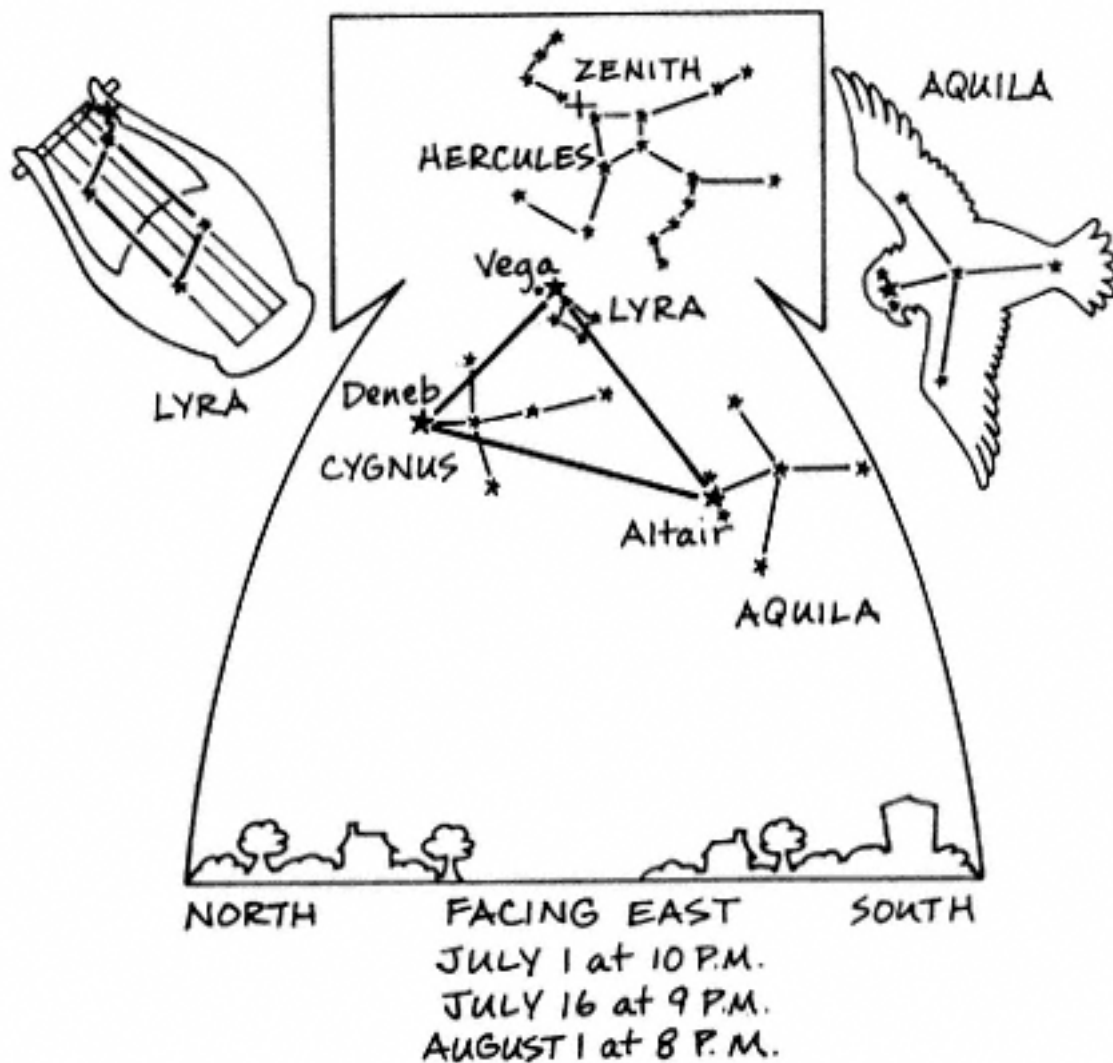 ZENITH
AQUILA
HERCULES
Vega
LYRA
LYRA
Deneb
CYGNUS
Altair
AQUILA
NORTH FACING EAST SOUTH
JULY 1 at 10 P.M.
JULY 16 at 9 P.M.
AUGUST 1 at 8 P.M.